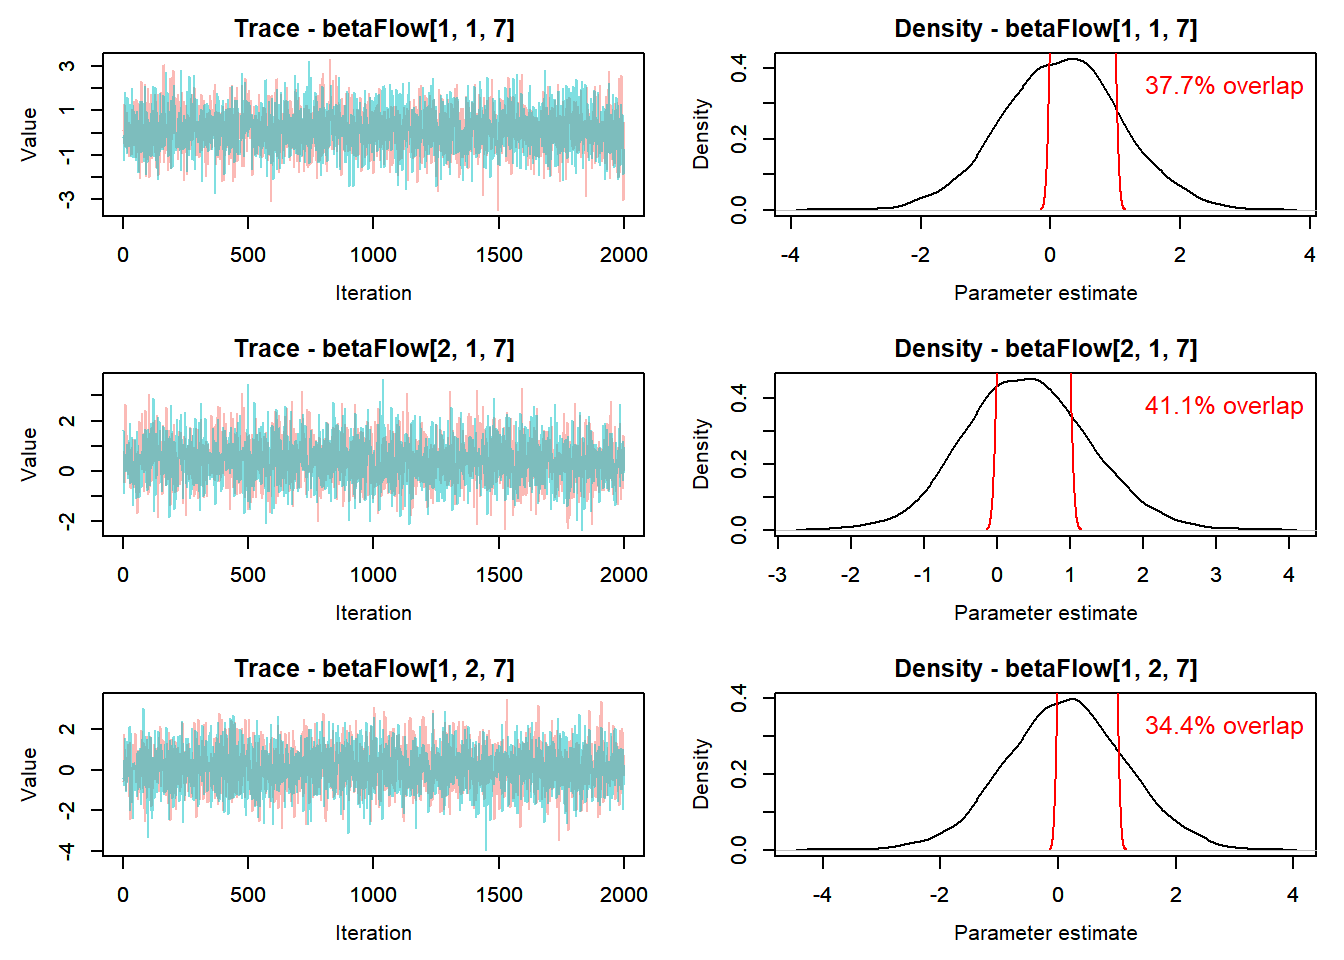 Trace - betaFlow[1, 1, 7]
Value
3
1
-1
-3
0 500 1000 1500 2000
Iteration
Density - betaFlow[1, 1, 7]
37.7% overlap
Density
0.4
0.2
0.0
-4 -2 0 2 4
Parameter estimate
Trace - betaFlow[2, 1, 7]
Value
2
0
-2
0 500 1000 1500 2000
Iteration
Density - betaFlow[2, 1, 7]
41.1% overlap
Density
0.4
0.2
0.0
-3 -2 -1 0 1 2 3 4
Parameter estimate
Trace - betaFlow[1, 2, 7]
Value
2
0
-2
-4
0 500 1000 1500 2000
Iteration
Density - betaFlow[1, 2, 7]
34.4% overlap
Density
0.4
0.2
0.0
-4 -2 0 2 4
Parameter estimate